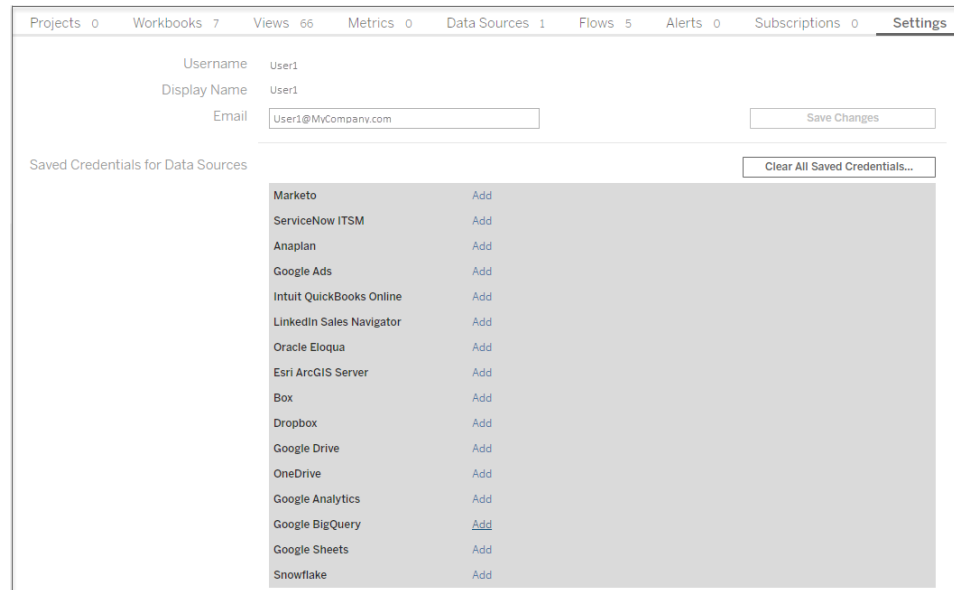 Projects 0 Workbooks 7 Views 66 Metrics 0 Data Sources 1 Flows 5 Alerts 0 Subscriptions 0 Settings
Username User1
Display Name User1
Email User1@MyCompany.com Save Changes
Saved Credentials for Data Sources Clear All Saved Credentials...
Marketo Add
ServiceNow ITSM Add
Anaplan Add
Google Ads Add
Intuit QuickBooks Online Add
LinkedIn Sales Navigator Add
Oracle Eloqua Add
Esri ArcGIS Server Add
Box Add
Dropbox Add
Google Drive Add
OneDrive Add
Google Analytics Add
Google BigQuery Add
Google Sheets Add
Snowflake Add